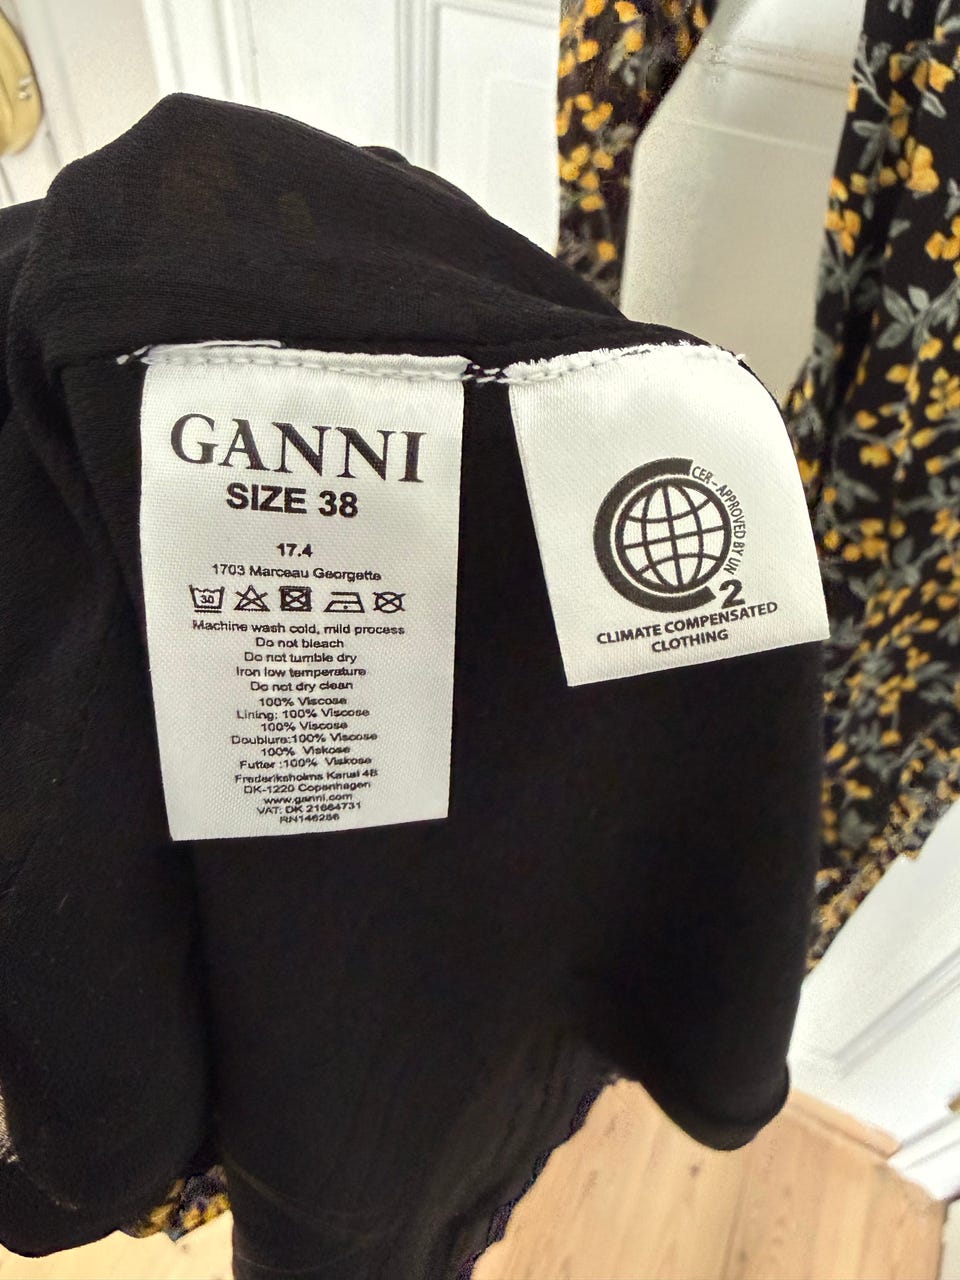 GANNI
SIZE 38
17.4
1703 Marceau Georgette
30
Machine wash cold, mild process
Do not bleach
Do not tumble dry
Iron low temperature
Do not dry clean
100% Viscose
Lining: 100% Viscose
100% Viscose
Doublure:100% Viscose
100% Viskose
Futter :100% Viskose
Frederiksholms Kanal 4B
DK-1220 Copenhagen
www.ganni.com
VAT: DK 21664731
RN146286
CER-APPROVED BY UN
2
CLIMATE COMPENSATED
CLOTHING